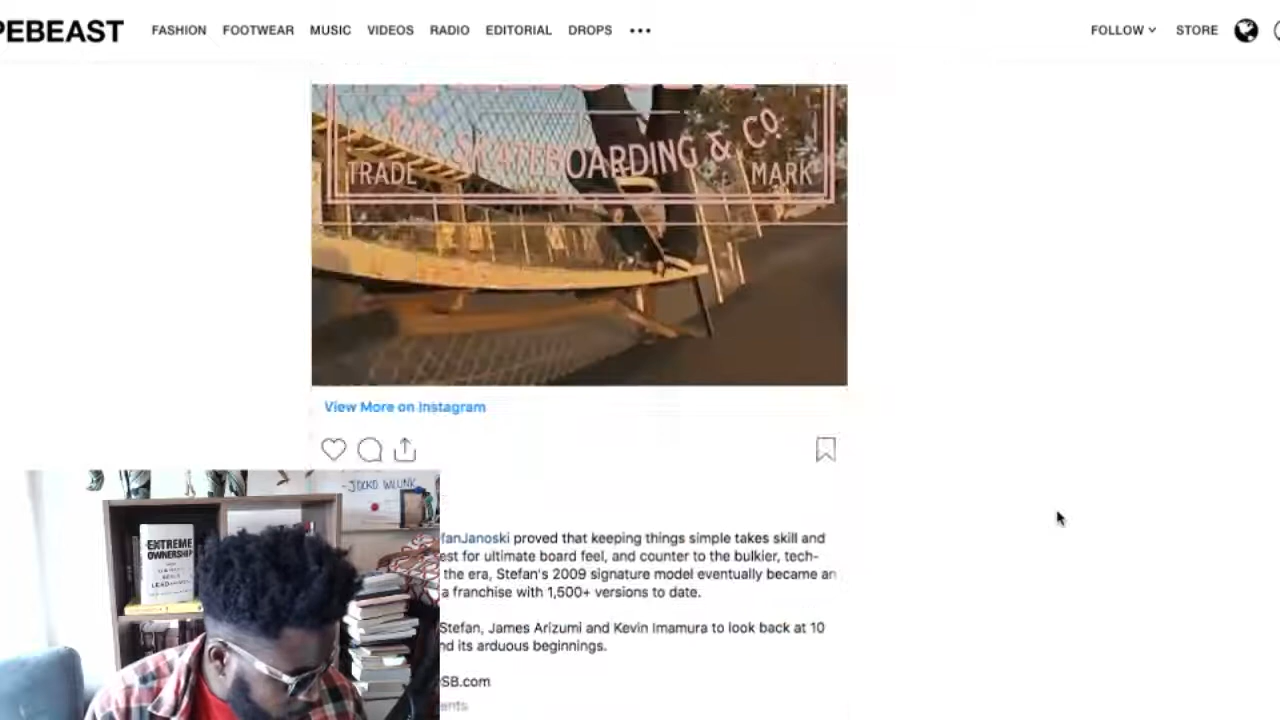 PEBEAST FASHION FOOTWEAR MUSIC VIDEOS RADIO EDITORIAL DROPS ••• FOLLOW STORE
SKATEBOARDING & CO.
TRADE MARK
View More on Instagram
-JOCKO WILLINK
EXTREME
OWNERSHIP
fanJanoski proved that keeping things simple takes skill and
est for ultimate board feel, and counter to the bulkier, tech-
the era, Stefan's 2009 signature model eventually became an
a franchise with 1,500+ versions to date.
Stefan, James Arizumi and Kevin Imamura to look back at 10
nd its arduous beginnings.
SB.com
ents